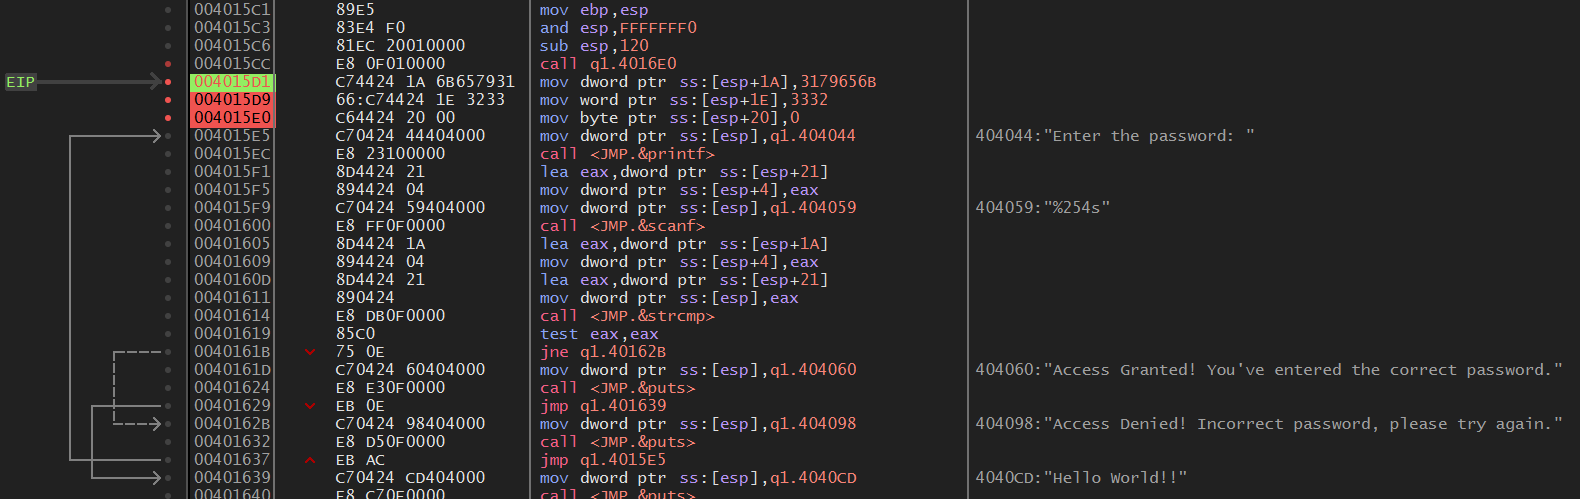 004015C1 89E5 mov ebp,esp
004015C3 83E4 F0 and esp,FFFFFFF0
004015C6 81EC 20010000 sub esp,120
004015CC E8 0F010000 call q1.4016E0
EIP 004015D1 C74424 1A 6B657931 mov dword ptr ss:[esp+1A],3179656B
004015D9 66:C74424 1E 3233 mov word ptr ss:[esp+1E],3332
004015E0 C64424 20 00 mov byte ptr ss:[esp+20],0
004015E5 C70424 44404000 mov dword ptr ss:[esp],q1.404044 404044:"Enter the password: "
004015EC E8 23100000 call <JMP.&printf>
004015F1 8D4424 21 lea eax,dword ptr ss:[esp+21]
004015F5 894424 04 mov dword ptr ss:[esp+4],eax
004015F9 C70424 59404000 mov dword ptr ss:[esp],q1.404059 404059:"%254s"
00401600 E8 FF0F0000 call <JMP.&scanf>
00401605 8D4424 1A lea eax,dword ptr ss:[esp+1A]
00401609 894424 04 mov dword ptr ss:[esp+4],eax
0040160D 8D4424 21 lea eax,dword ptr ss:[esp+21]
00401611 890424 mov dword ptr ss:[esp],eax
00401614 E8 DB0F0000 call <JMP.&strcmp>
00401619 85C0 test eax,eax
0040161B 75 0E jne q1.40162B
0040161D C70424 60404000 mov dword ptr ss:[esp],q1.404060 404060:"Access Granted! You've entered the correct password."
00401624 E8 E30F0000 call <JMP.&puts>
00401629 EB 0E jmp q1.401639
0040162B C70424 98404000 mov dword ptr ss:[esp],q1.404098 404098:"Access Denied! Incorrect password, please try again."
00401632 E8 D50F0000 call <JMP.&puts>
00401637 EB AC jmp q1.4015E5
00401639 C70424 CD404000 mov dword ptr ss:[esp],q1.4040CD 4040CD:"Hello World!!"
00401640 E8 C70F0000 call <JMP.&puts>